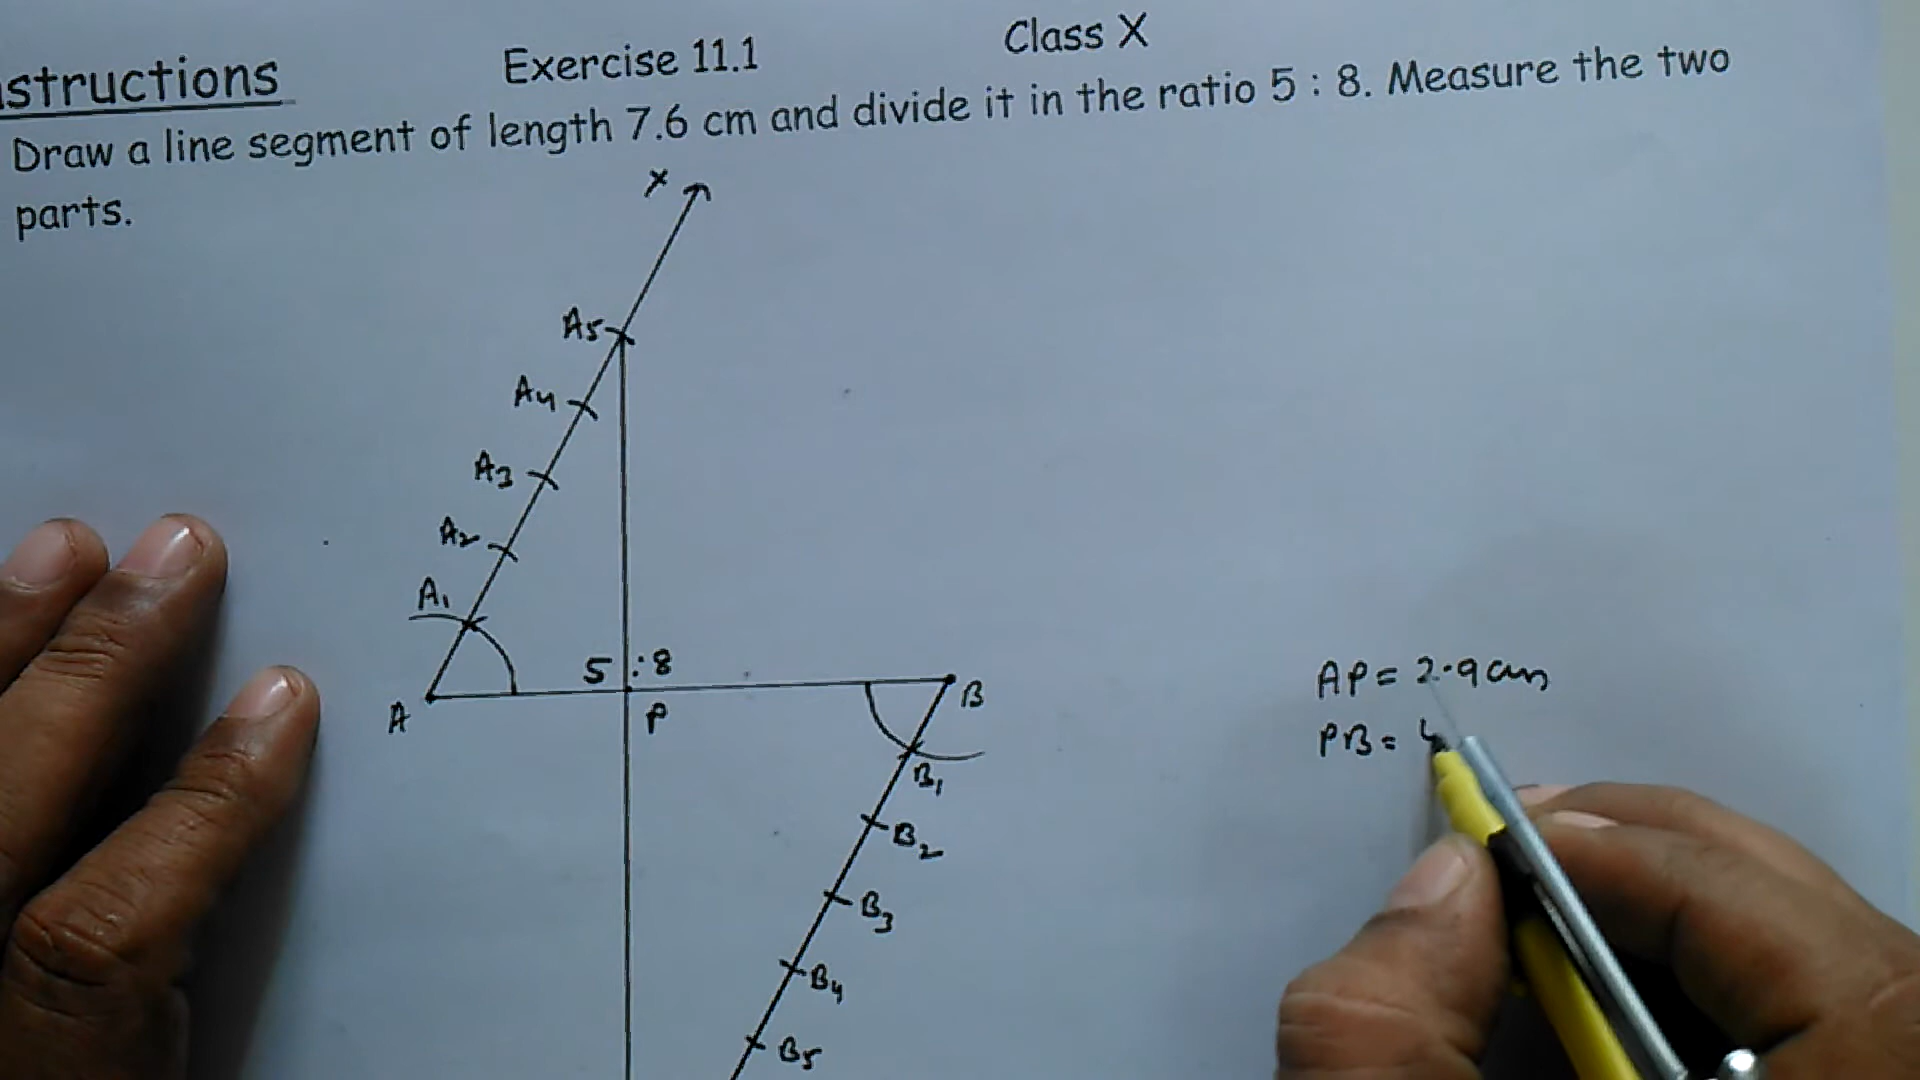 nstructions Exercise 11.1 Class X
Draw a line segment of length 7.6 cm and divide it in the ratio 5 : 8. Measure the two
parts.
X
A5
A4
A3
A2
A1
5 : 8
A P B
B1
B2
B3
B4
B5
AP = 2.9 cm
PB = 4